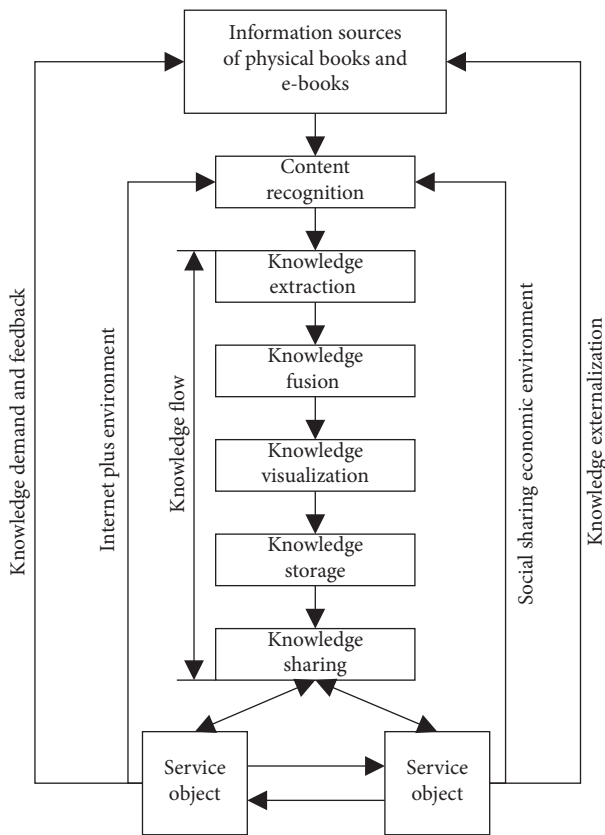 Information sources
of physical books and
e-books
Content
recognition
Knowledge
extraction
Knowledge
fusion
Knowledge
visualization
Knowledge
storage
Knowledge
sharing
Service
object
Service
object
Knowledge demand and feedback
Internet plus environment
Knowledge flow
Social sharing economic environment
Knowledge externalization